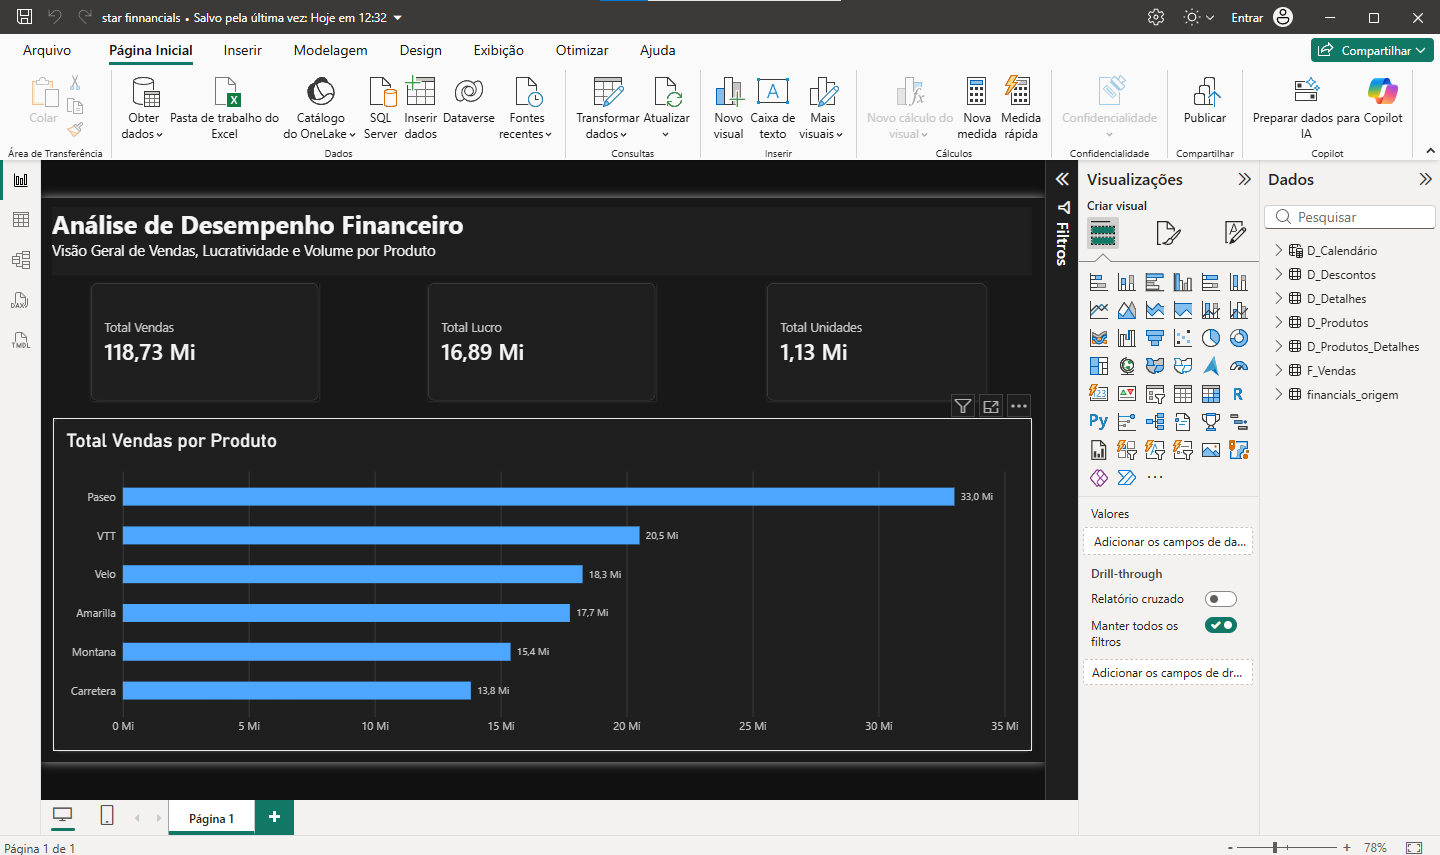 star finnancials • Salvo pela última vez: Hoje em 12:32
Entrar
Arquivo
Página Inicial
Inserir
Modelagem
Design
Exibição
Otimizar
Ajuda
Compartilhar
Colar
Obter dados
Pasta de trabalho do Excel
Catálogo do OneLake
SQL Server
Inserir dados
Dataverse
Fontes recentes
Transformar dados
Atualizar
Novo visual
Caixa de texto
Mais visuais
Novo cálculo do visual
Nova medida
Medida rápida
Confidencialidade
Publicar
Preparar dados para IA
Copilot
Área de Transferência
Dados
Consultas
Inserir
Cálculos
Confidencialidade
Compartilhar
Copilot
DAX
TMDL
Análise de Desempenho Financeiro
Visão Geral de Vendas, Lucratividade e Volume por Produto
Total Vendas
118,73 Mi
Total Lucro
16,89 Mi
Total Unidades
1,13 Mi
Total Vendas por Produto
Paseo
33,0 Mi
VTT
20,5 Mi
Velo
18,3 Mi
Amarilla
17,7 Mi
Montana
15,4 Mi
Carretera
13,8 Mi
0 Mi
5 Mi
10 Mi
15 Mi
20 Mi
25 Mi
30 Mi
35 Mi
Filtros
Visualizações
Criar visual
123
R
Py
Valores
Adicionar os campos de da...
Drill-through
Relatório cruzado
Manter todos os
filtros
Adicionar os campos de dr...
Dados
Pesquisar
D_Calendário
D_Descontos
D_Detalhes
D_Produtos
D_Produtos_Detalhes
F_Vendas
financials_origem
Página 1
Página 1 de 1
78%